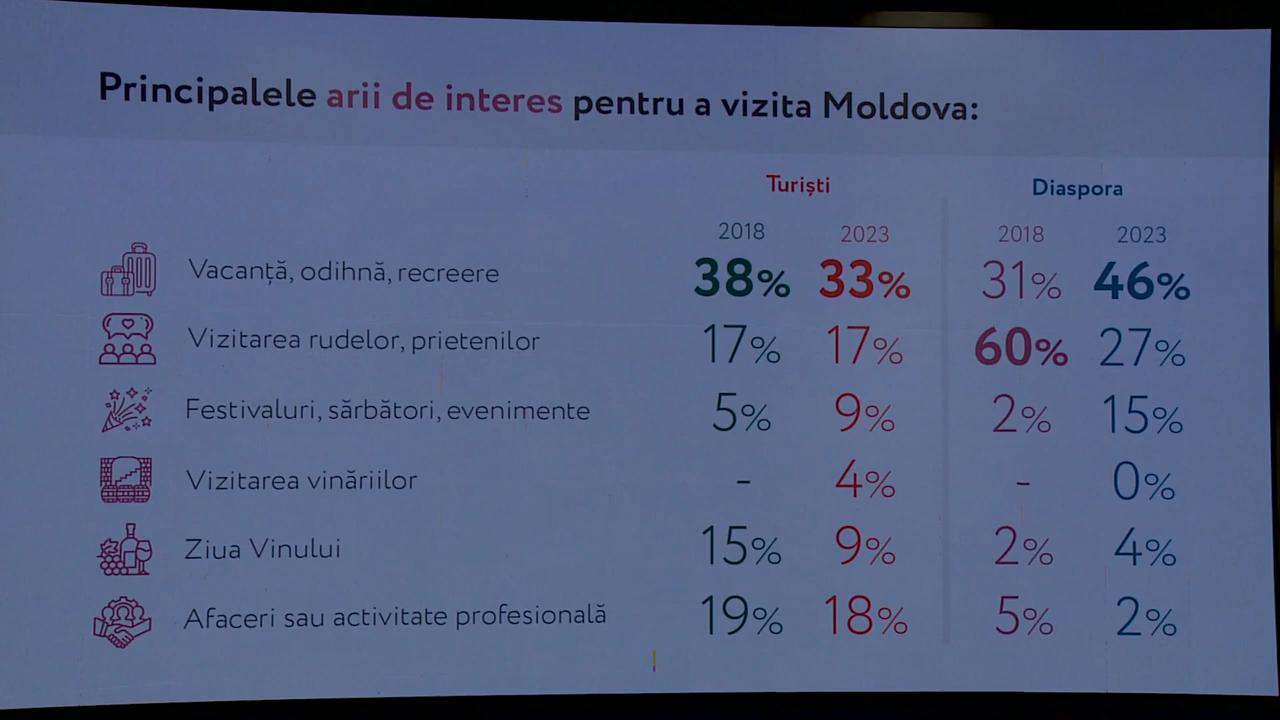 Principalele arii de interes pentru a vizita Moldova:
Turiști Diaspora
2018 2023 2018 2023
Vacanță, odihnă, recreere 38% 33% 31% 46%
Vizitarea rudelor, prietenilor 17% 17% 60% 27%
Festivaluri, sărbători, evenimente 5% 9% 2% 15%
Vizitarea vinăriilor - 4% - 0%
Ziua Vinului 15% 9% 2% 4%
Afaceri sau activitate profesională 19% 18% 5% 2%